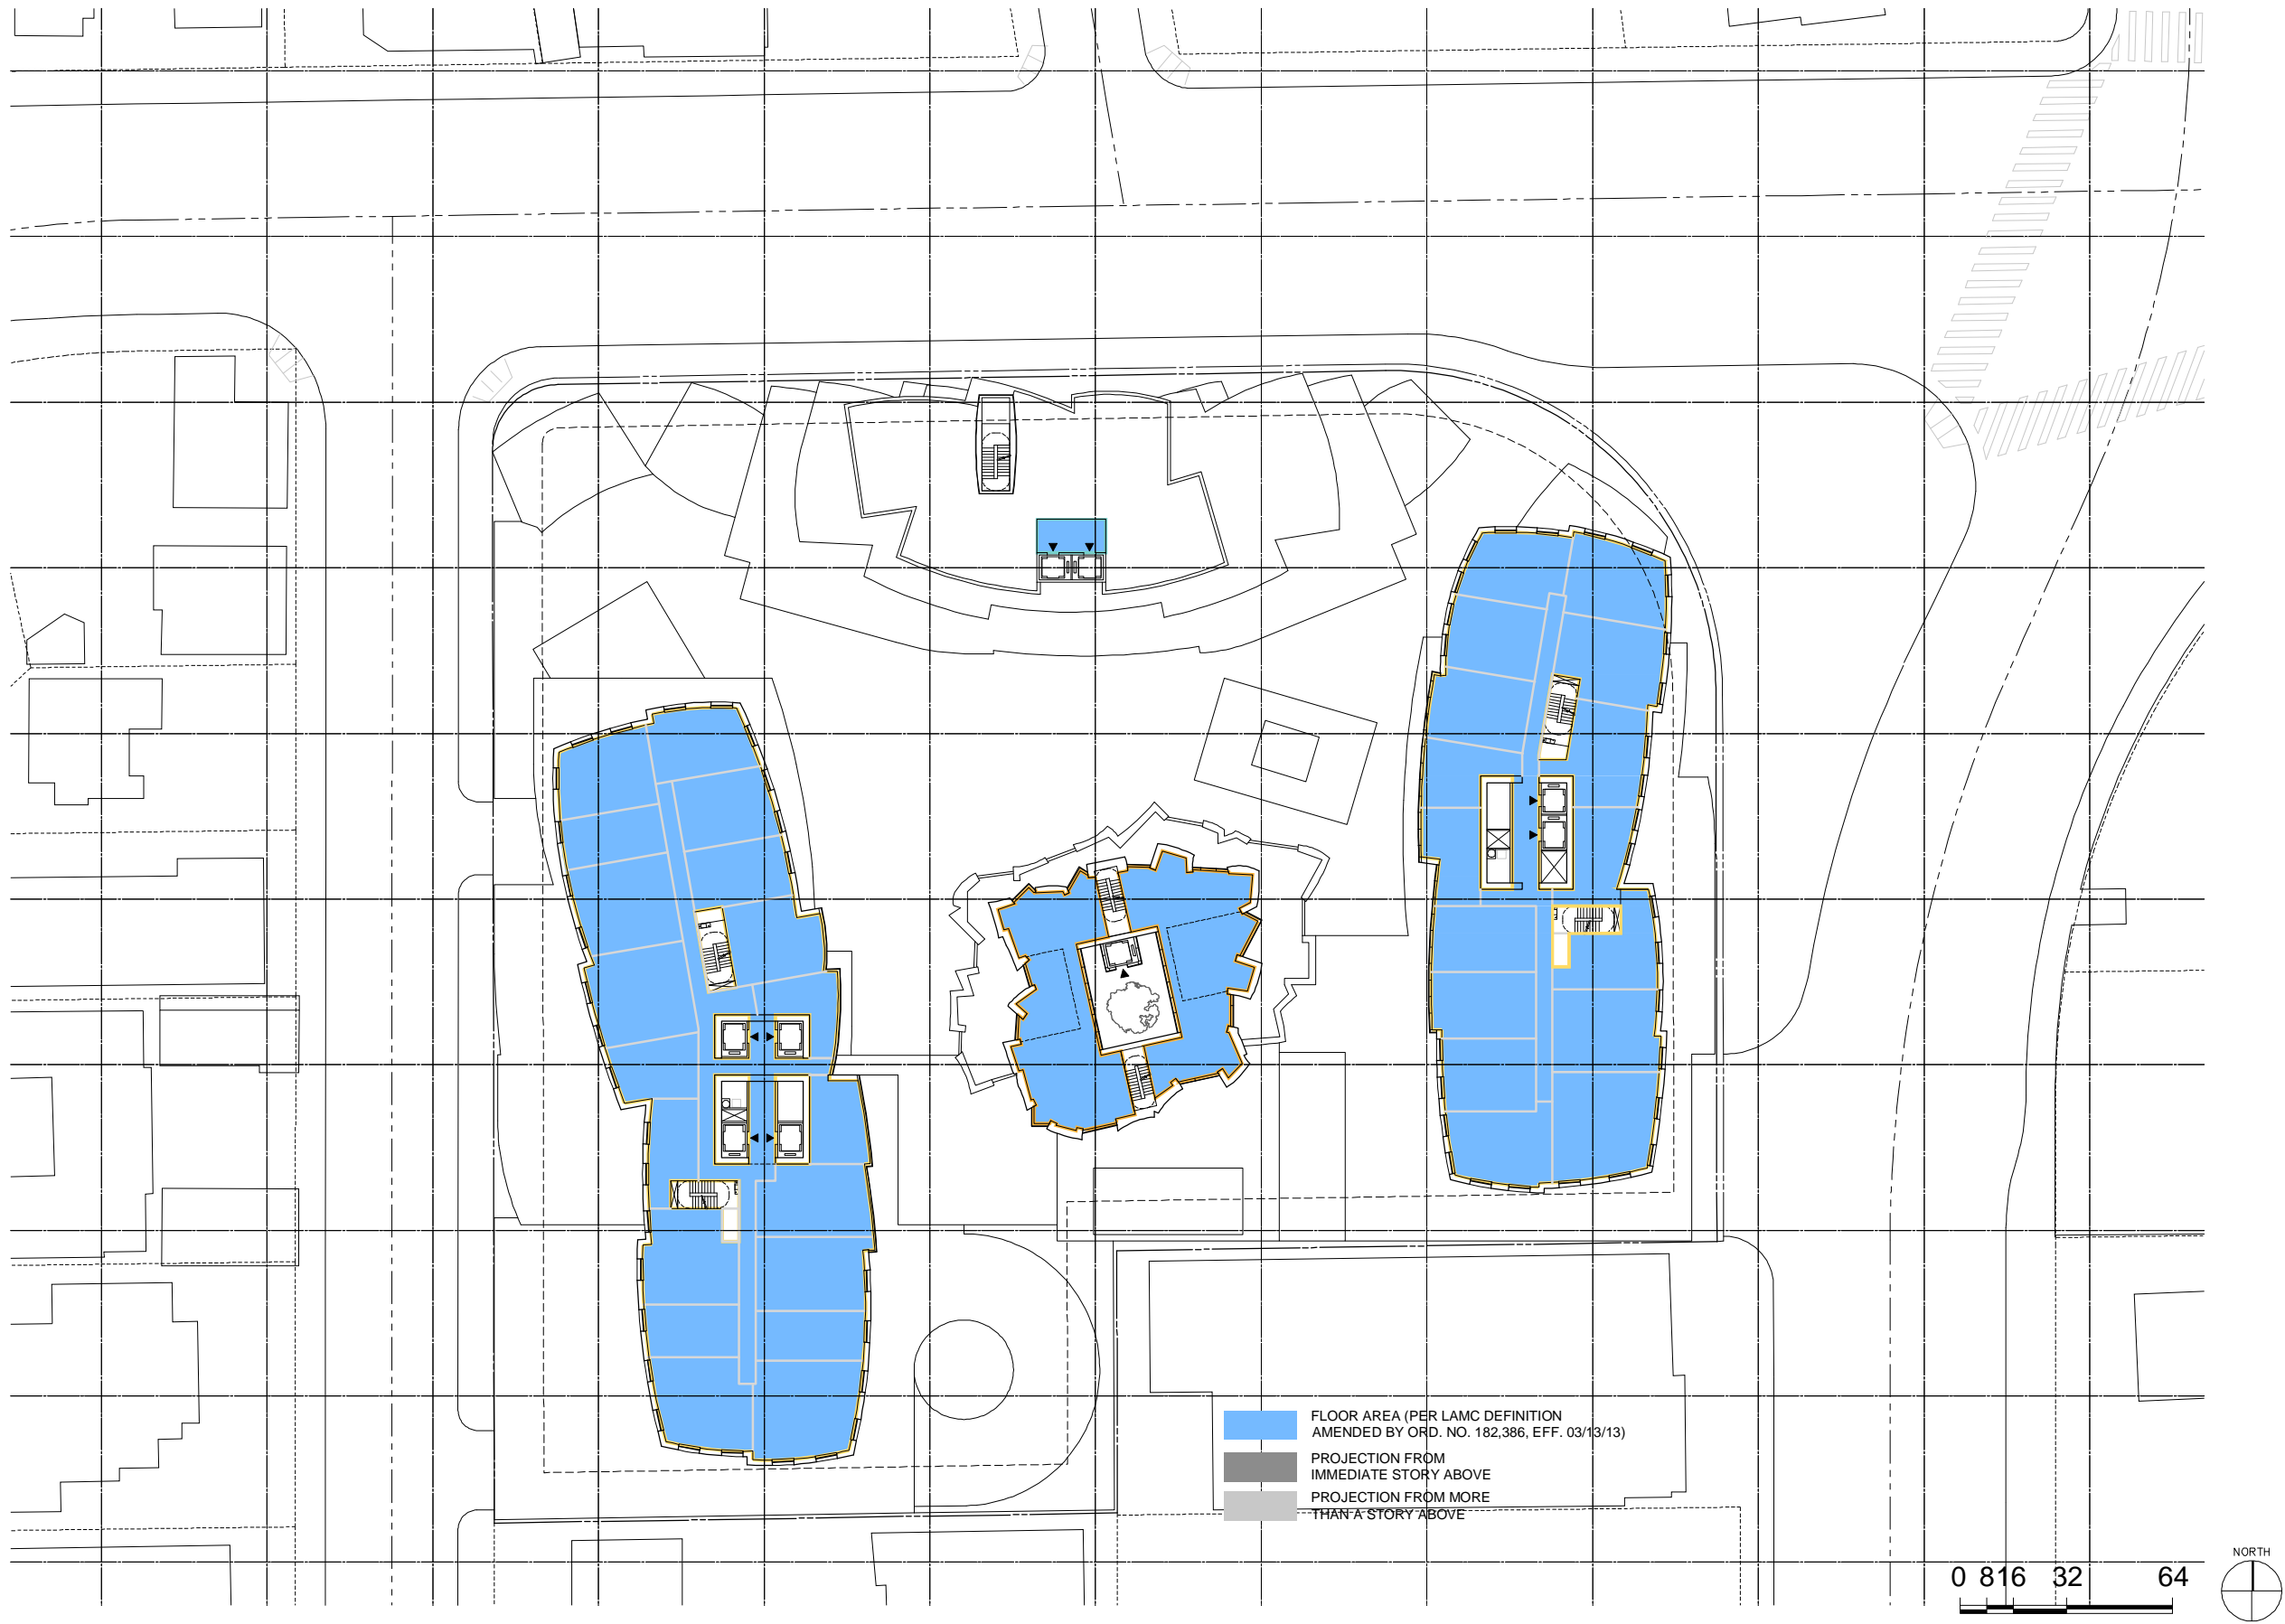 FLOOR AREA (PER LAMC DEFINITION
AMENDED BY ORD. NO. 182,386, EFF. 03/13/13)
PROJECTION FROM
IMMEDIATE STORY ABOVE
PROJECTION FROM MORE
THAN A STORY ABOVE
NORTH
0 8 16 32 64